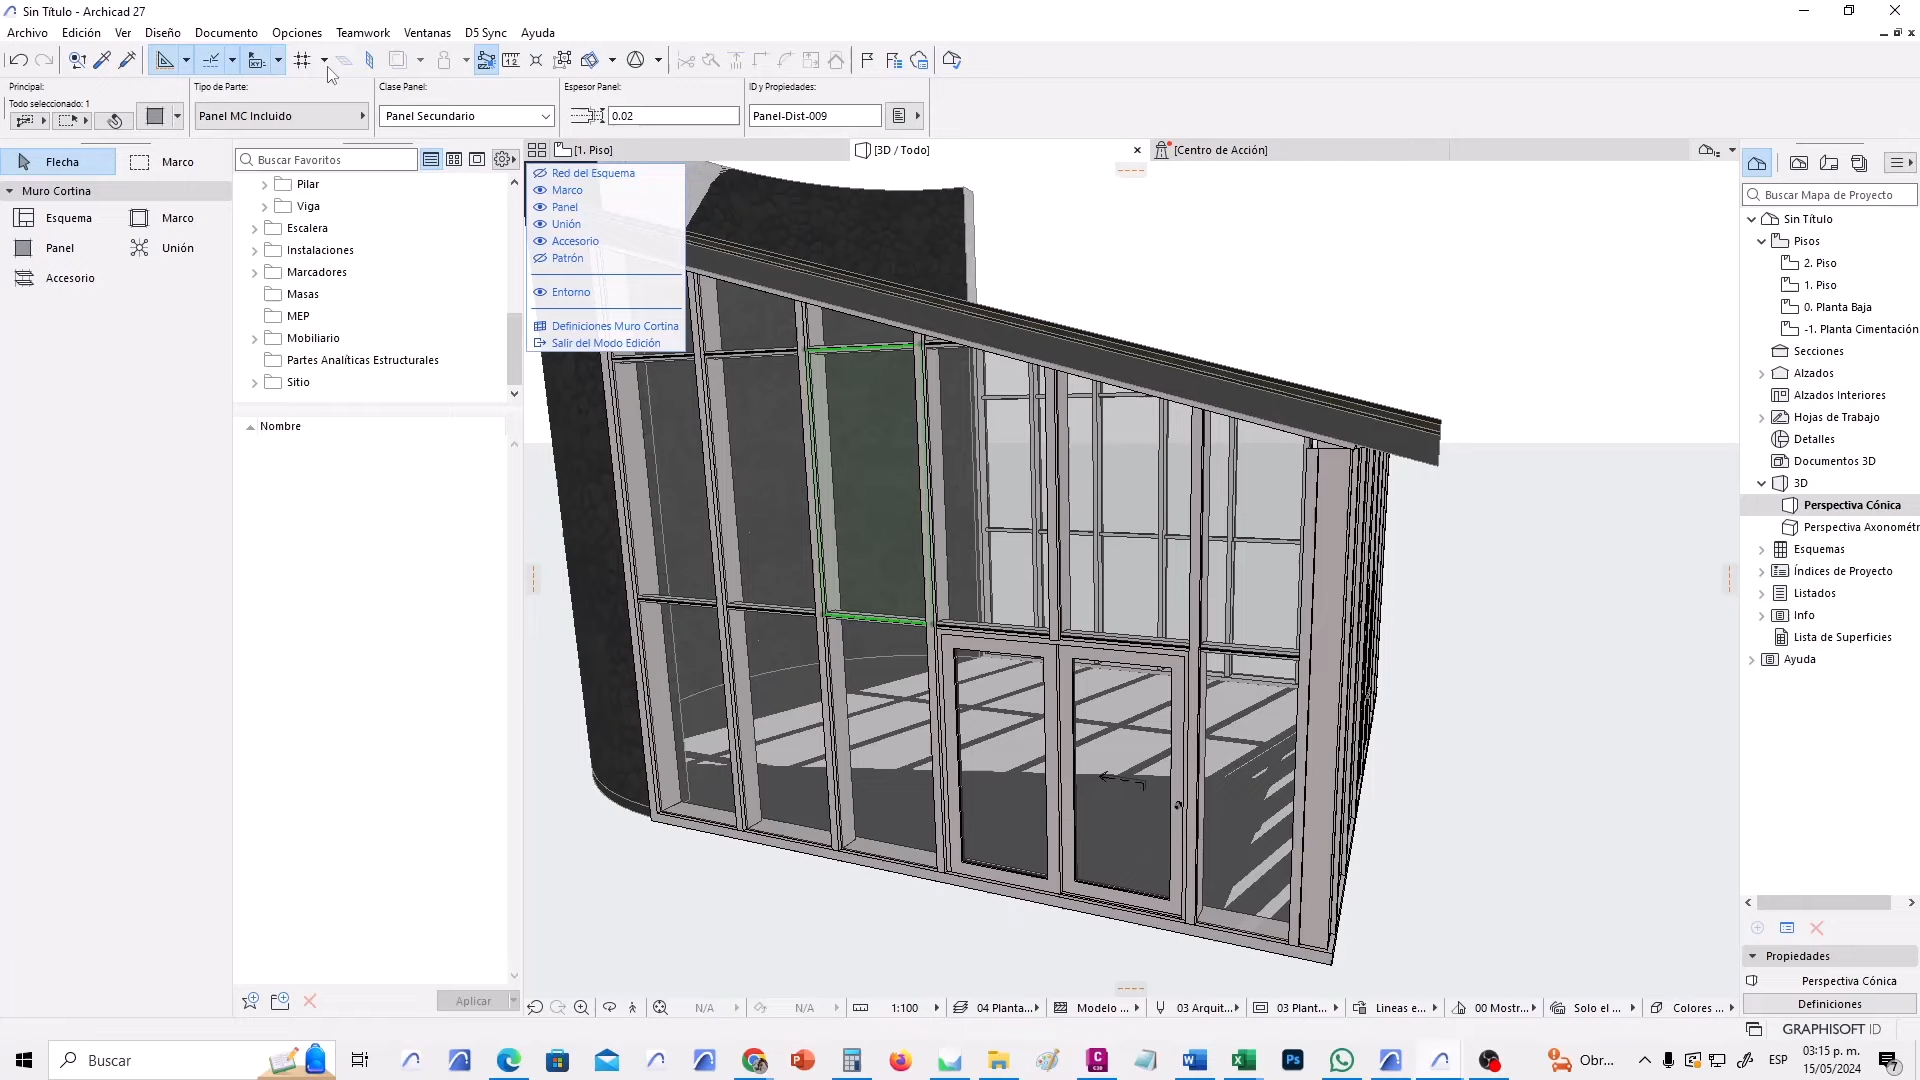 Sin Título - Archicad 27
Archivo Edición Ver Diseño Documento Opciones Teamwork Ventanas D5 Sync Ayuda
Principal:
Todo seleccionado: 1
Tipo de Parte:
Panel MC Incluido
Clase Panel:
Panel Secundario
Espesor Panel:
0.02
ID y Propiedades:
Panel-Dist-009
Flecha
Marco
Muro Cortina
Esquema
Marco
Panel
Unión
Accesorio
Buscar Favoritos
Pilar
Viga
Escalera
Instalaciones
Marcadores
Masas
MEP
Mobiliario
Partes Analíticas Estructurales
Sitio
Nombre
Aplicar
[1. Piso]
[3D / Todo]
[Centro de Acción]
Red del Esquema
Marco
Panel
Unión
Accesorio
Patrón
Entorno
Definiciones Muro Cortina
Salir del Modo Edición
N/A
N/A
1:100
04 Planta...
Modelo ...
03 Arquit...
03 Plant...
Lineas e...
00 Mostr...
Solo el ...
Colores ...
Buscar Mapa de Proyecto
Sin Título
Pisos
2. Piso
1. Piso
0. Planta Baja
-1. Planta Cimentación
Secciones
Alzados
Alzados Interiores
Hojas de Trabajo
Detalles
Documentos 3D
3D
Perspectiva Cónica
Perspectiva Axonométr
Esquemas
Índices de Proyecto
Listados
Info
Lista de Superficies
Ayuda
Propiedades
Perspectiva Cónica
Definiciones
GRAPHISOFT ID
Buscar
Obr...
ESP
03:15 p. m.
15/05/2024
7